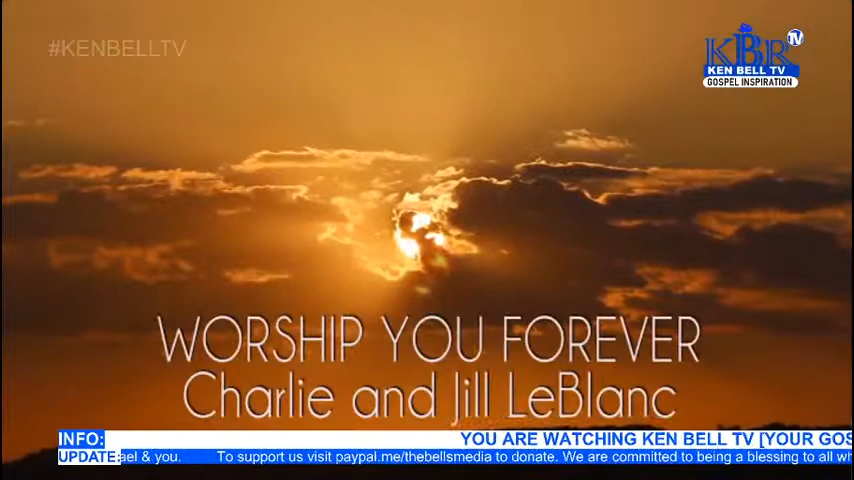 #KENBELLTV
KBR TV
KEN BELL TV
GOSPEL INSPIRATION
WORSHIP YOU FOREVER
Charlie and Jill LeBlanc
INFO: YOU ARE WATCHING KEN BELL TV [YOUR GOS
UPDATE: ael & you. To support us visit paypal.me/thebellsmedia to donate. We are committed to being a blessing to all wh